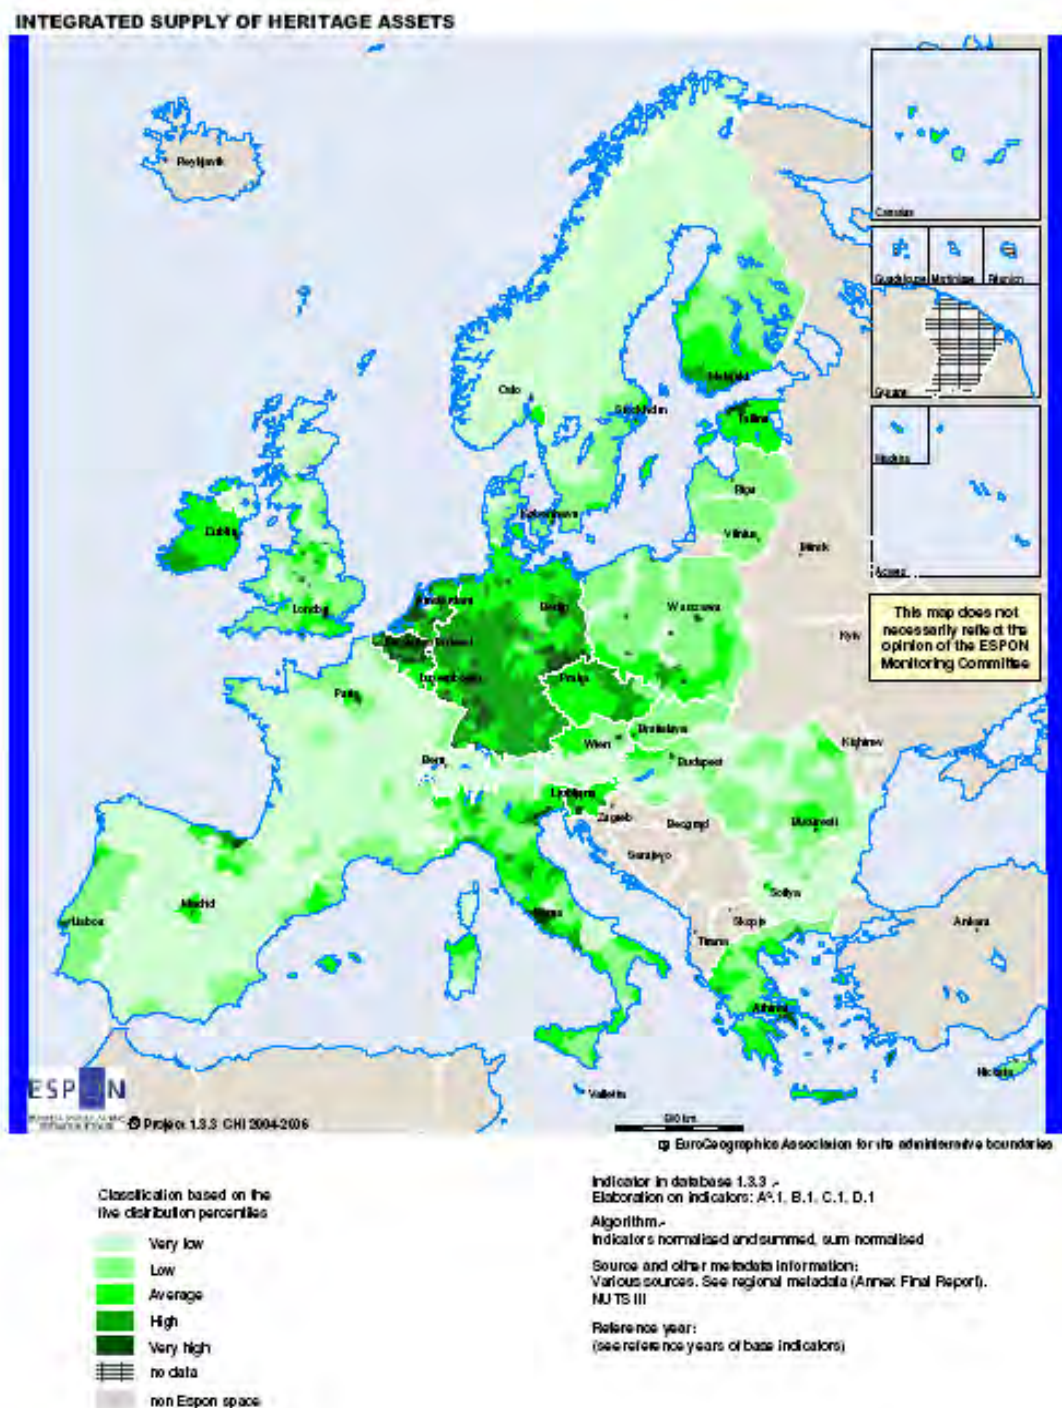 INTEGRATED SUPPLY OF HERITAGE ASSETS
Reykjavik
Canarias
Guadeloupe Martinique Réunion
Guyane
Oslo
Stockholm
Helsinki
Tallinn
Madeira
Riga
Dublin
København
Vilnius
Minsk
Açores
Amsterdam
Berlin
London
Warszawa
This map does not
necessarily reflect the
opinion of the ESPON
Monitoring Committee
Kyiv
Luxembourg
Praha
Paris
Bratislava
Wien
Kishinev
Bern
Budapest
Ljubljana
Zagreb
Beograd
Bucuresti
Sarajevo
Madrid
Sofiya
Lisboa
Roma
Skopje
Ankara
Tirana
Athinai
Nicosia
ESPON
Valletta
© Project 1.3.3 CHI 2004-2006
500 km
© EuroGeographics Association for the administrative boundaries
Classification based on the
five distribution percentiles
Very low
Low
Average
High
Very high
no data
non Espon space
Indicator in database 1.3.3 .-
Elaboration on indicators: Aº.1, B.1, C.1, D.1
Algorithm.-
Indicators normalised and summed, sum normalised
Source and other metadata information:
Various sources. See regional metadata (Annex Final Report).
NUTS III
Reference year:
(see reference years of base indicators)